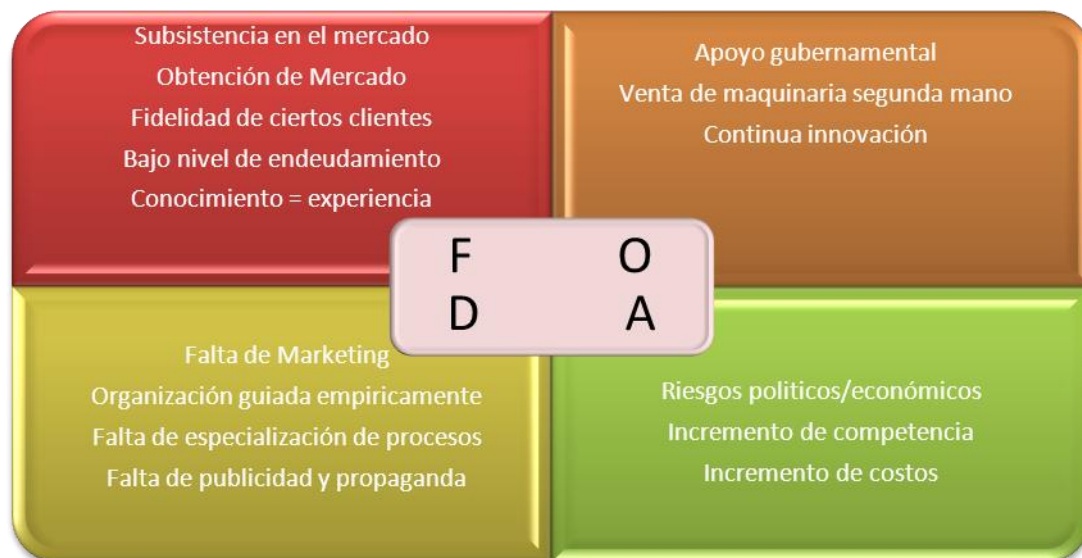 Subsistencia en el mercado
Obtención de Mercado
Fidelidad de ciertos clientes
Bajo nivel de endeudamiento
Conocimiento = experiencia
Apoyo gubernamental
Venta de maquinaria segunda mano
Continua innovación
F O
D A
Falta de Marketing
Organización guiada empiricamente
Falta de especialización de procesos
Falta de publicidad y propaganda
Riesgos politicos/económicos
Incremento de competencia
Incremento de costos